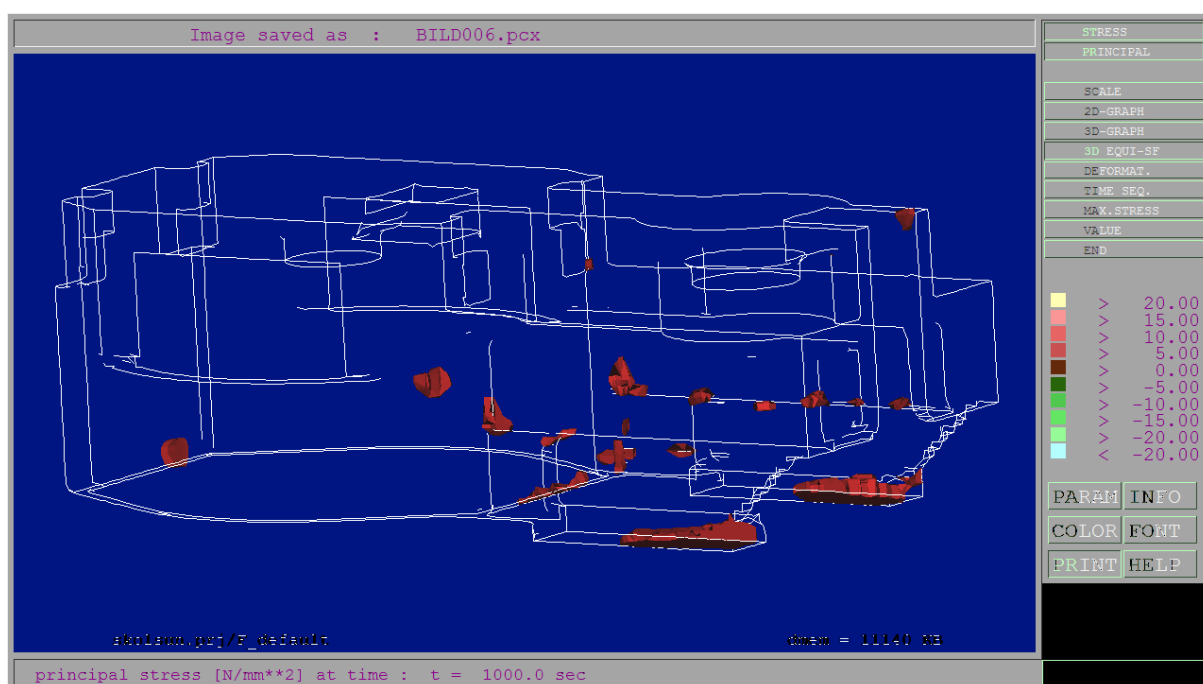 Image saved as : BILD006.pcx
STRESS
PRINCIPAL
SCALE
2D-GRAPH
3D-GRAPH
3D EQUI-SF
DEFORMAT.
TIME SEQ.
MAX.STRESS
VALUE
END
> 20.00
> 15.00
> 10.00
> 5.00
> 0.00
> -5.00
> -10.00
> -15.00
> -20.00
< -20.00
PARAM INFO
COLOR FONT
PRINT HELP
dmem = 11140 KB
principal stress [N/mm**2] at time : t = 1000.0 sec